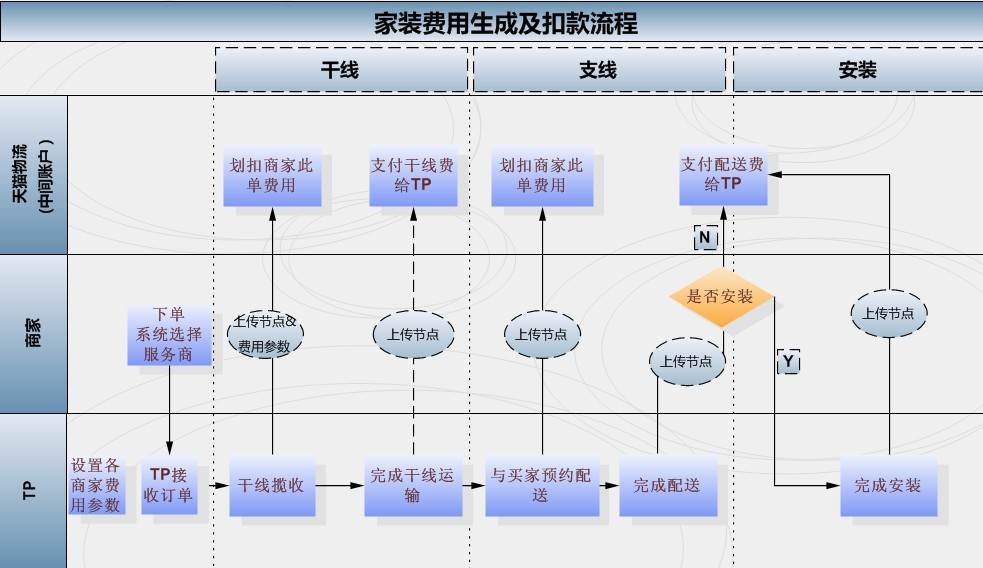 家装费用生成及扣款流程
干线
支线
安装
天猫物流
(中间账户）
划扣商家此
单费用
支付干线费
给TP
划扣商家此
单费用
支付配送费
给TP
N
商家
下单
系统选择
服务商
上传节点&
费用参数
上传节点
上传节点
是否安装
上传节点
Y
上传节点
TP
设置各
商家费
用参数
TP接
收订单
干线揽收
完成干线运
输
与买家预约配
送
完成配送
完成安装